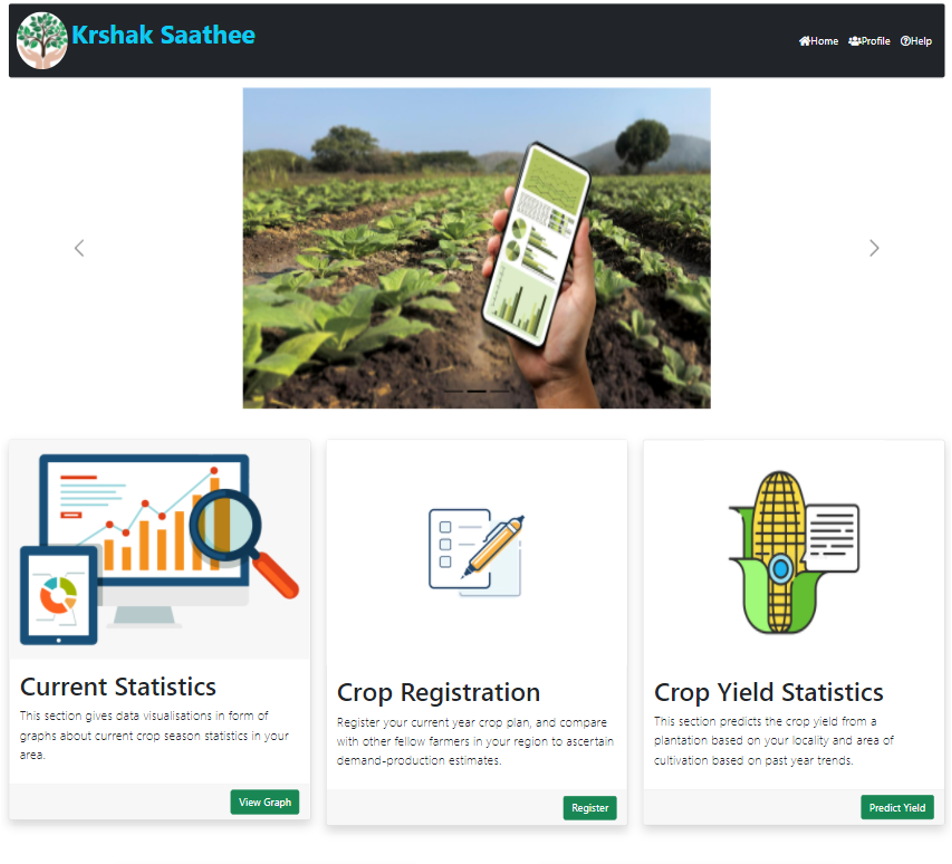 Krshak Saathee
Home Profile Help
Current Statistics
This section gives data visualisations in form of
graphs about current crop season statistics in your
area.
View Graph
Crop Registration
Register your current year crop plan, and compare
with other fellow farmers in your region to ascertain
demand-production estimates.
Register
Crop Yield Statistics
This section predicts the crop yield from a
plantation based on your locality and area of
cultivation based on past year trends.
Predict Yield